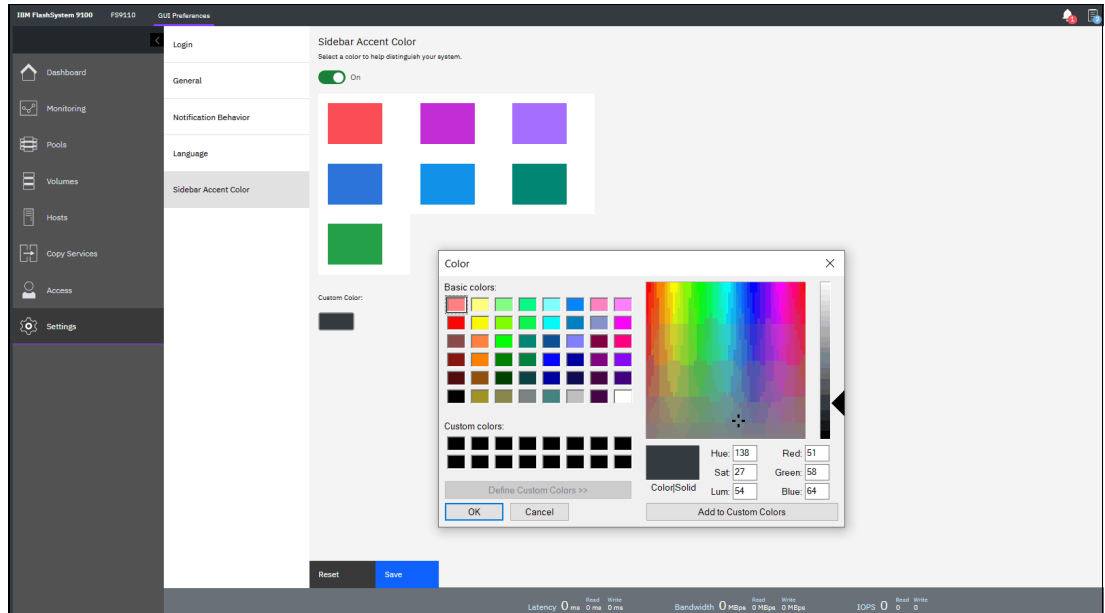 IBM FlashSystem 9100 FS9110 GUI Preferences
1 2
Dashboard
Monitoring
Pools
Volumes
Hosts
Copy Services
Access
Settings
Login
General
Notification Behavior
Language
Sidebar Accent Color
Sidebar Accent Color
Select a color to help distinguish your system.
On
Custom Color:
Color
Basic colors:
Custom colors:
Define Custom Colors >>
OK Cancel
Color|Solid
Hue: 138 Red: 51
Sat: 27 Green: 58
Lum: 54 Blue: 64
Add to Custom Colors
Reset Save
Latency 0 ms Read 0 ms Write 0 ms Bandwidth 0 MBps Read 0 MBps Write 0 MBps IOPS 0 Read 0 Write 0